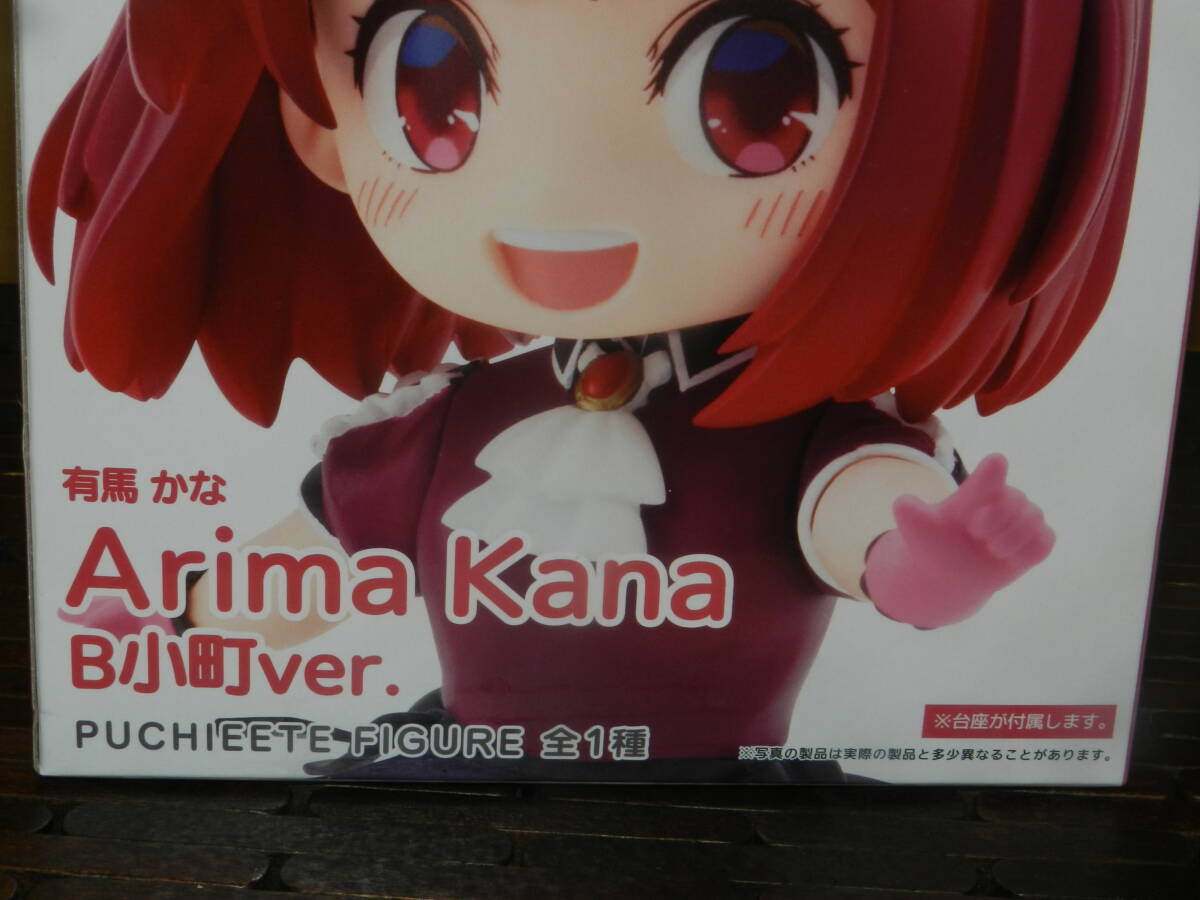 有馬 かな
Arima Kana
B小町ver.
PUCHIEETE FIGURE 全1種
※台座が付属します。
※写真の製品は実際の製品と多少異なることがあります。